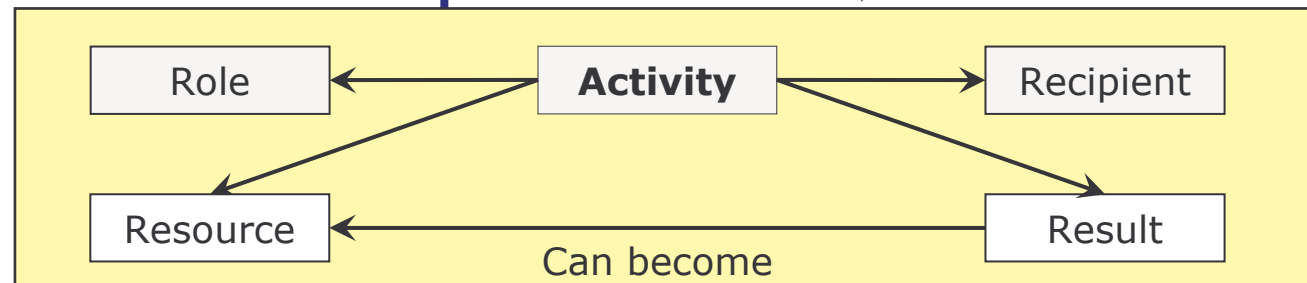 Role
Activity
Recipient
Resource
Result
Can become